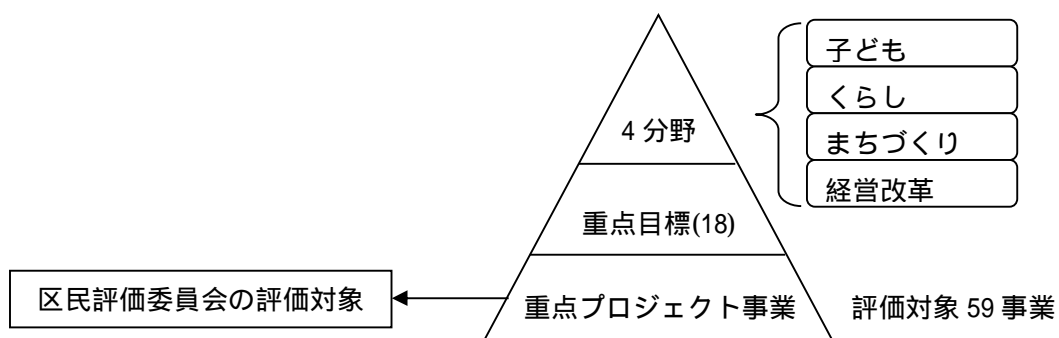 子ども
くらし
まちづくり
経営改革
4 分野
重点目標(18)
区民評価委員会の評価対象
重点プロジェクト事業
評価対象 59 事業